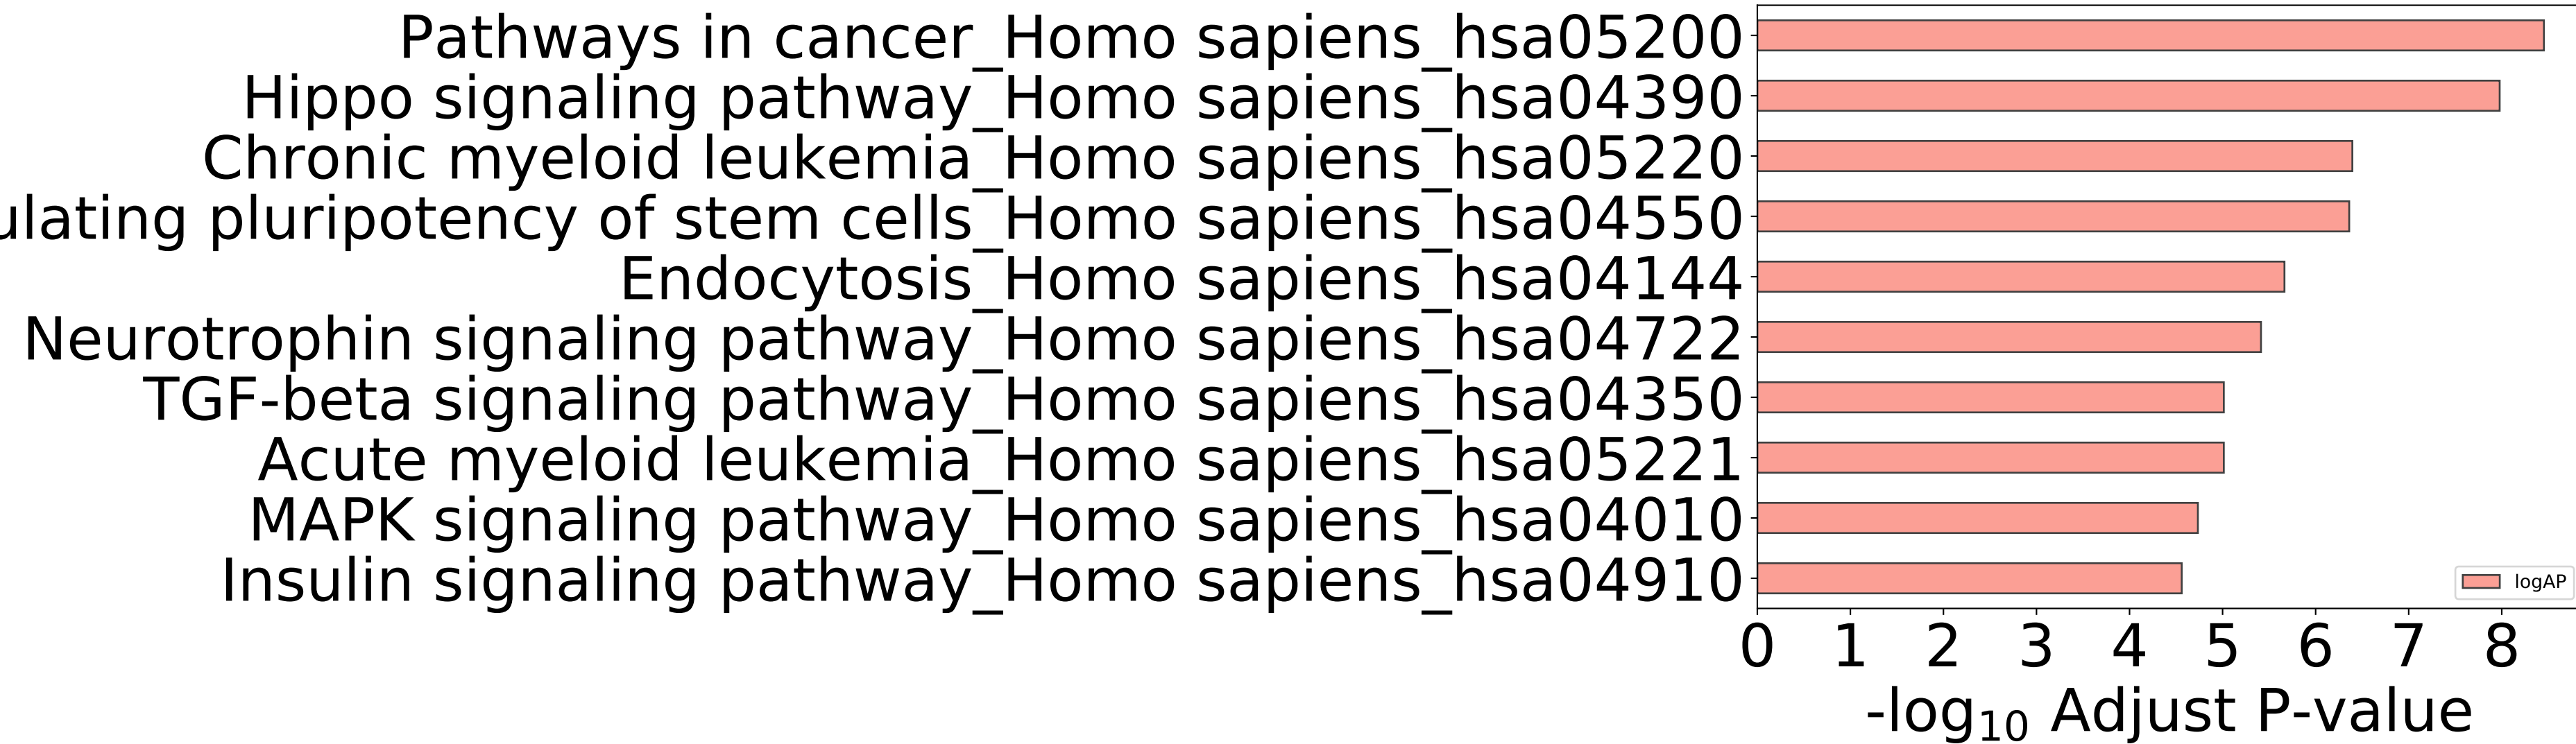 Pathways in cancer_Homo sapiens_hsa05200
Hippo signaling pathway_Homo sapiens_hsa04390
Chronic myeloid leukemia_Homo sapiens_hsa05220
ulating pluripotency of stem cells_Homo sapiens_hsa04550
Endocytosis_Homo sapiens_hsa04144
Neurotrophin signaling pathway_Homo sapiens_hsa04722
TGF-beta signaling pathway_Homo sapiens_hsa04350
Acute myeloid leukemia_Homo sapiens_hsa05221
MAPK signaling pathway_Homo sapiens_hsa04010
Insulin signaling pathway_Homo sapiens_hsa04910
logAP
0 1 2 3 4 5 6 7 8
-log₁₀ Adjust P-value